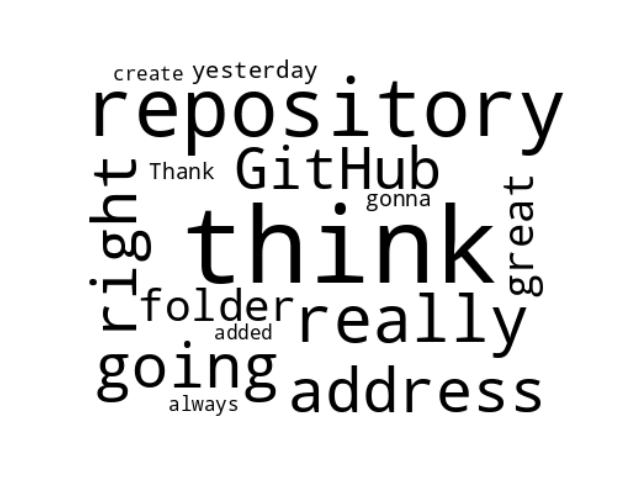 create yesterday
repository
right
Thank
GitHub
gonna
great
think
folder
really
added
going
address
always